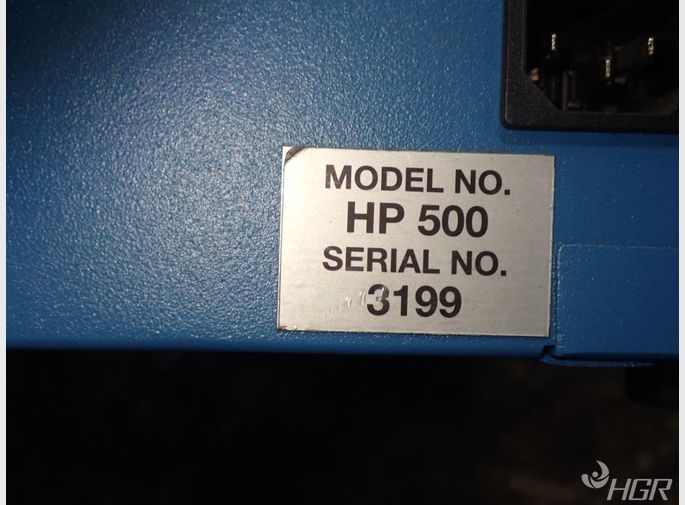 MODEL NO.
HP 500
SERIAL NO.
3199
HGR